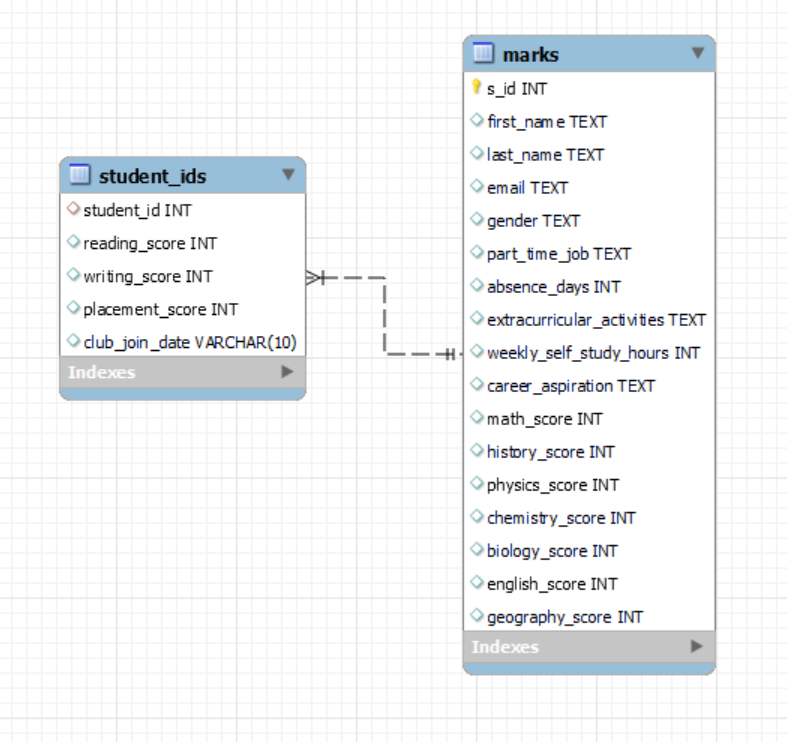 student_ids
student_id INT
reading_score INT
writing_score INT
placement_score INT
club_join_date VARCHAR(10)
Indexes
marks
s_id INT
first_name TEXT
last_name TEXT
email TEXT
gender TEXT
part_time_job TEXT
absence_days INT
extracurricular_activities TEXT
weekly_self_study_hours INT
career_aspiration TEXT
math_score INT
history_score INT
physics_score INT
chemistry_score INT
biology_score INT
english_score INT
geography_score INT
Indexes